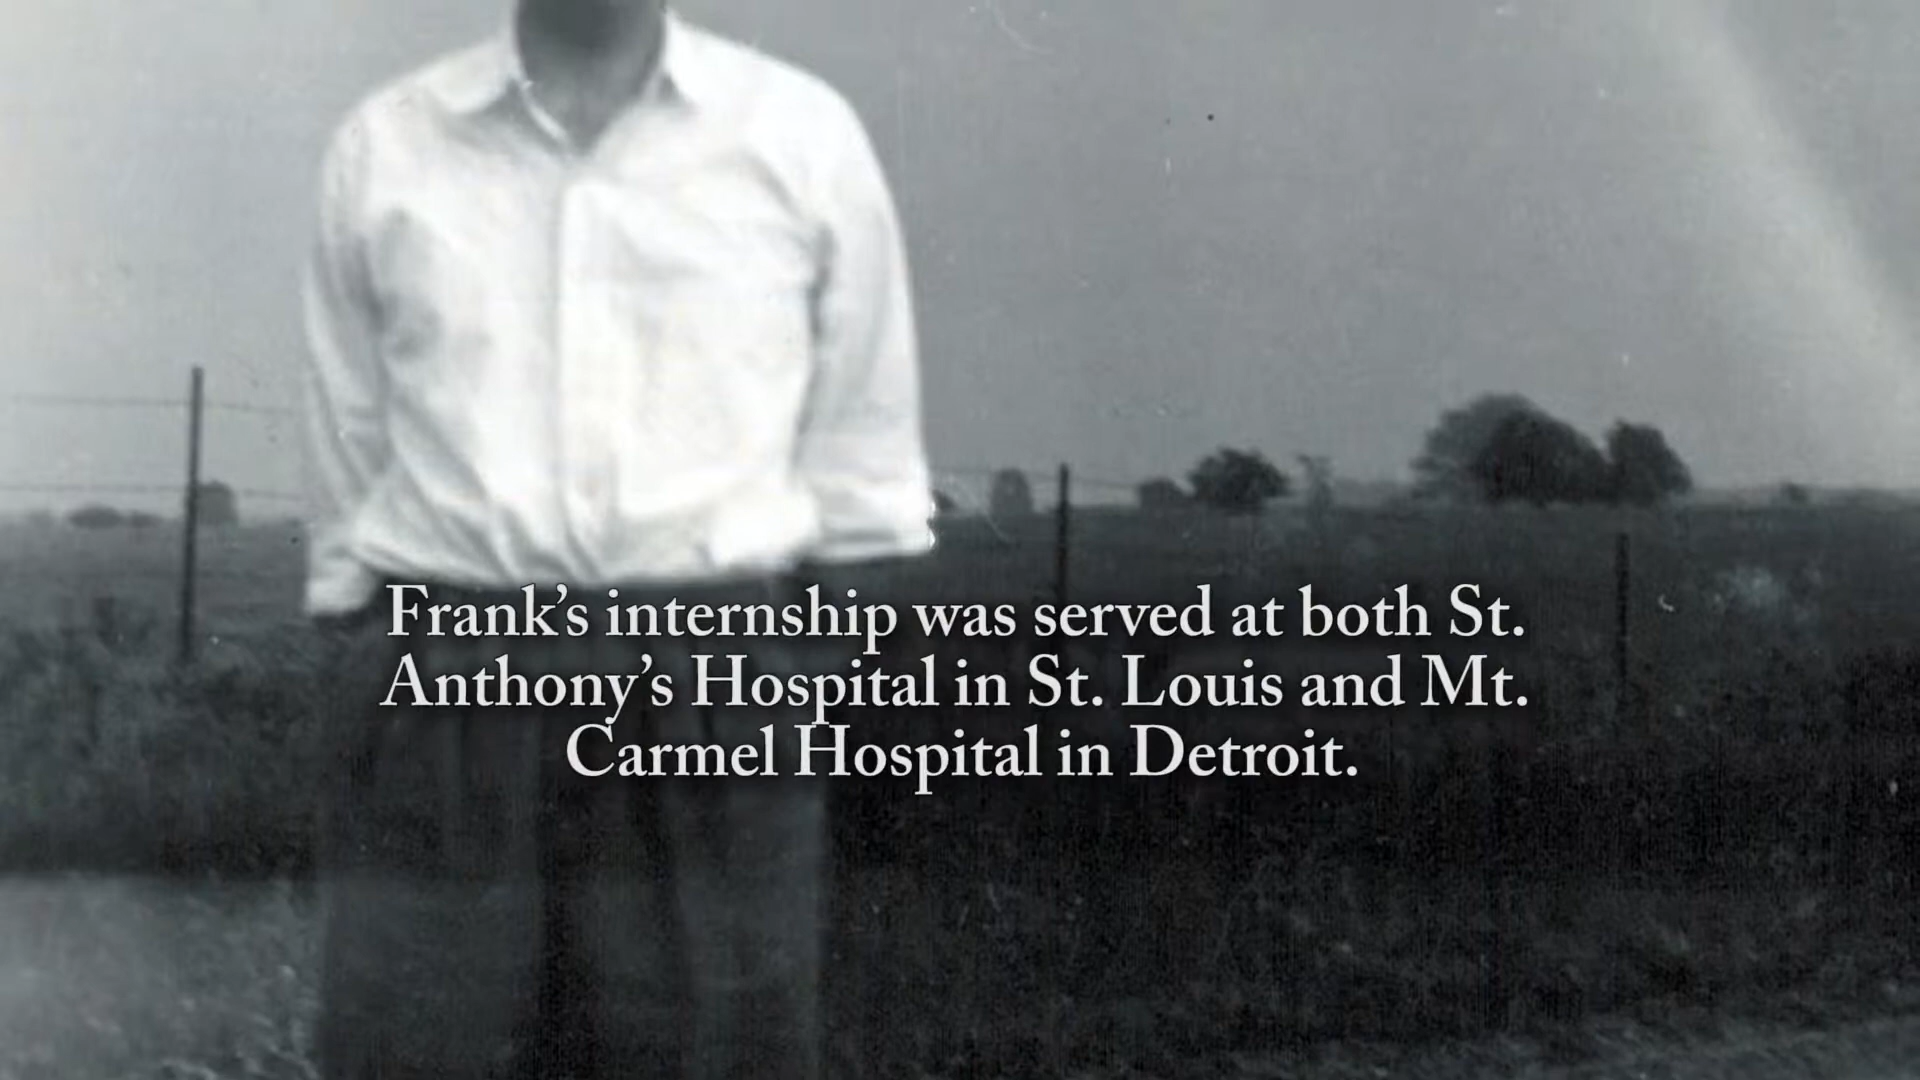 Frank’s internship was served at both St.
Anthony’s Hospital in St. Louis and Mt.
Carmel Hospital in Detroit.